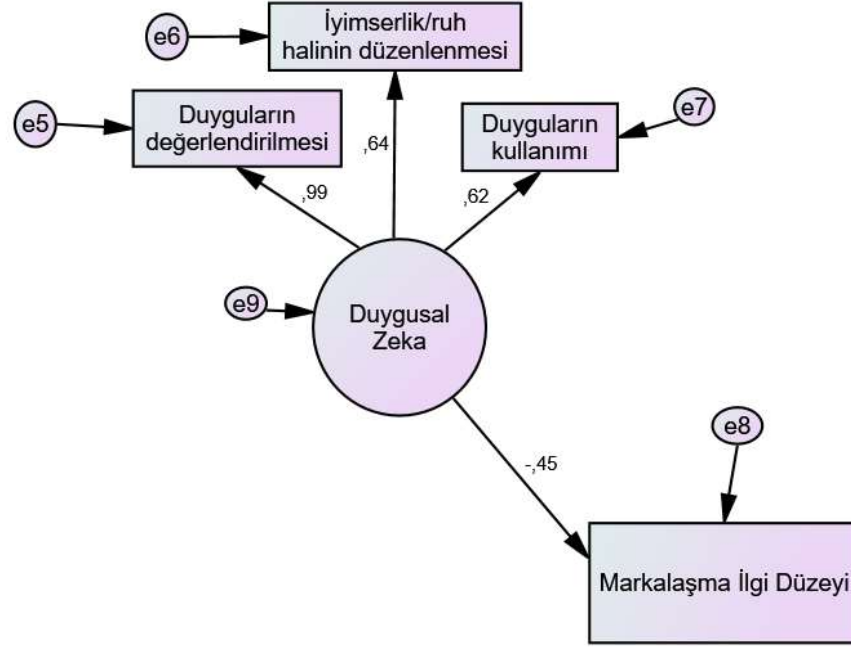 e6
İyimserlik/ruh
halinin düzenlenmesi
e5
Duyguların
değerlendirilmesi
e7
Duyguların
kullanımı
,64
,99
,62
e9
Duygusal
Zeka
e8
-,45
Markalaşma İlgi Düzeyi